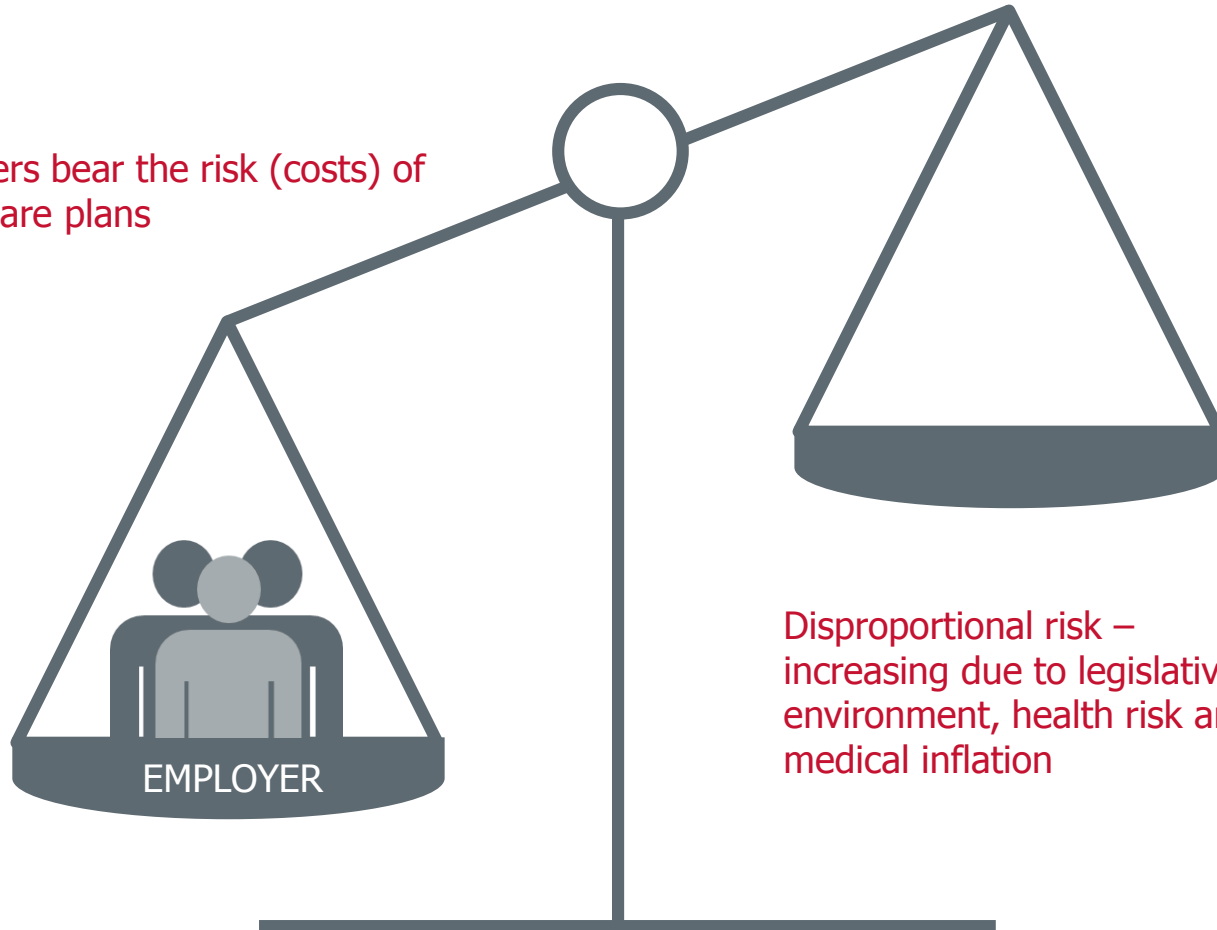 ers bear the risk (costs) of
are plans
Disproportional risk –
increasing due to legislativ
environment, health risk a
medical inflation
EMPLOYER